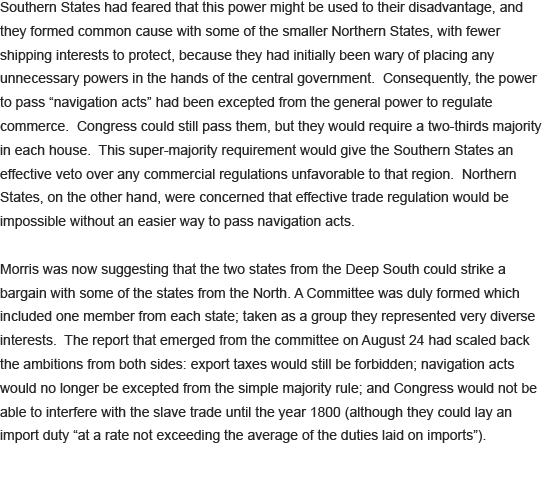 Southern States had feared that this power might be used to their disadvantage, and
they formed common cause with some of the smaller Northern States, with fewer
shipping interests to protect, because they had initially been wary of placing any
unnecessary powers in the hands of the central government.  Consequently, the power
to pass “navigation acts” had been excepted from the general power to regulate
commerce.  Congress could still pass them, but they would require a two-thirds majority
in each house.  This super-majority requirement would give the Southern States an
effective veto over any commercial regulations unfavorable to that region.  Northern
States, on the other hand, were concerned that effective trade regulation would be
impossible without an easier way to pass navigation acts.

Morris was now suggesting that the two states from the Deep South could strike a
bargain with some of the states from the North. A Committee was duly formed which
included one member from each state; taken as a group they represented very diverse
interests.  The report that emerged from the committee on August 24 had scaled back
the ambitions from both sides: export taxes would still be forbidden; navigation acts
would no longer be excepted from the simple majority rule; and Congress would not be
able to interfere with the slave trade until the year 1800 (although they could lay an
import duty “at a rate not exceeding the average of the duties laid on imports”).